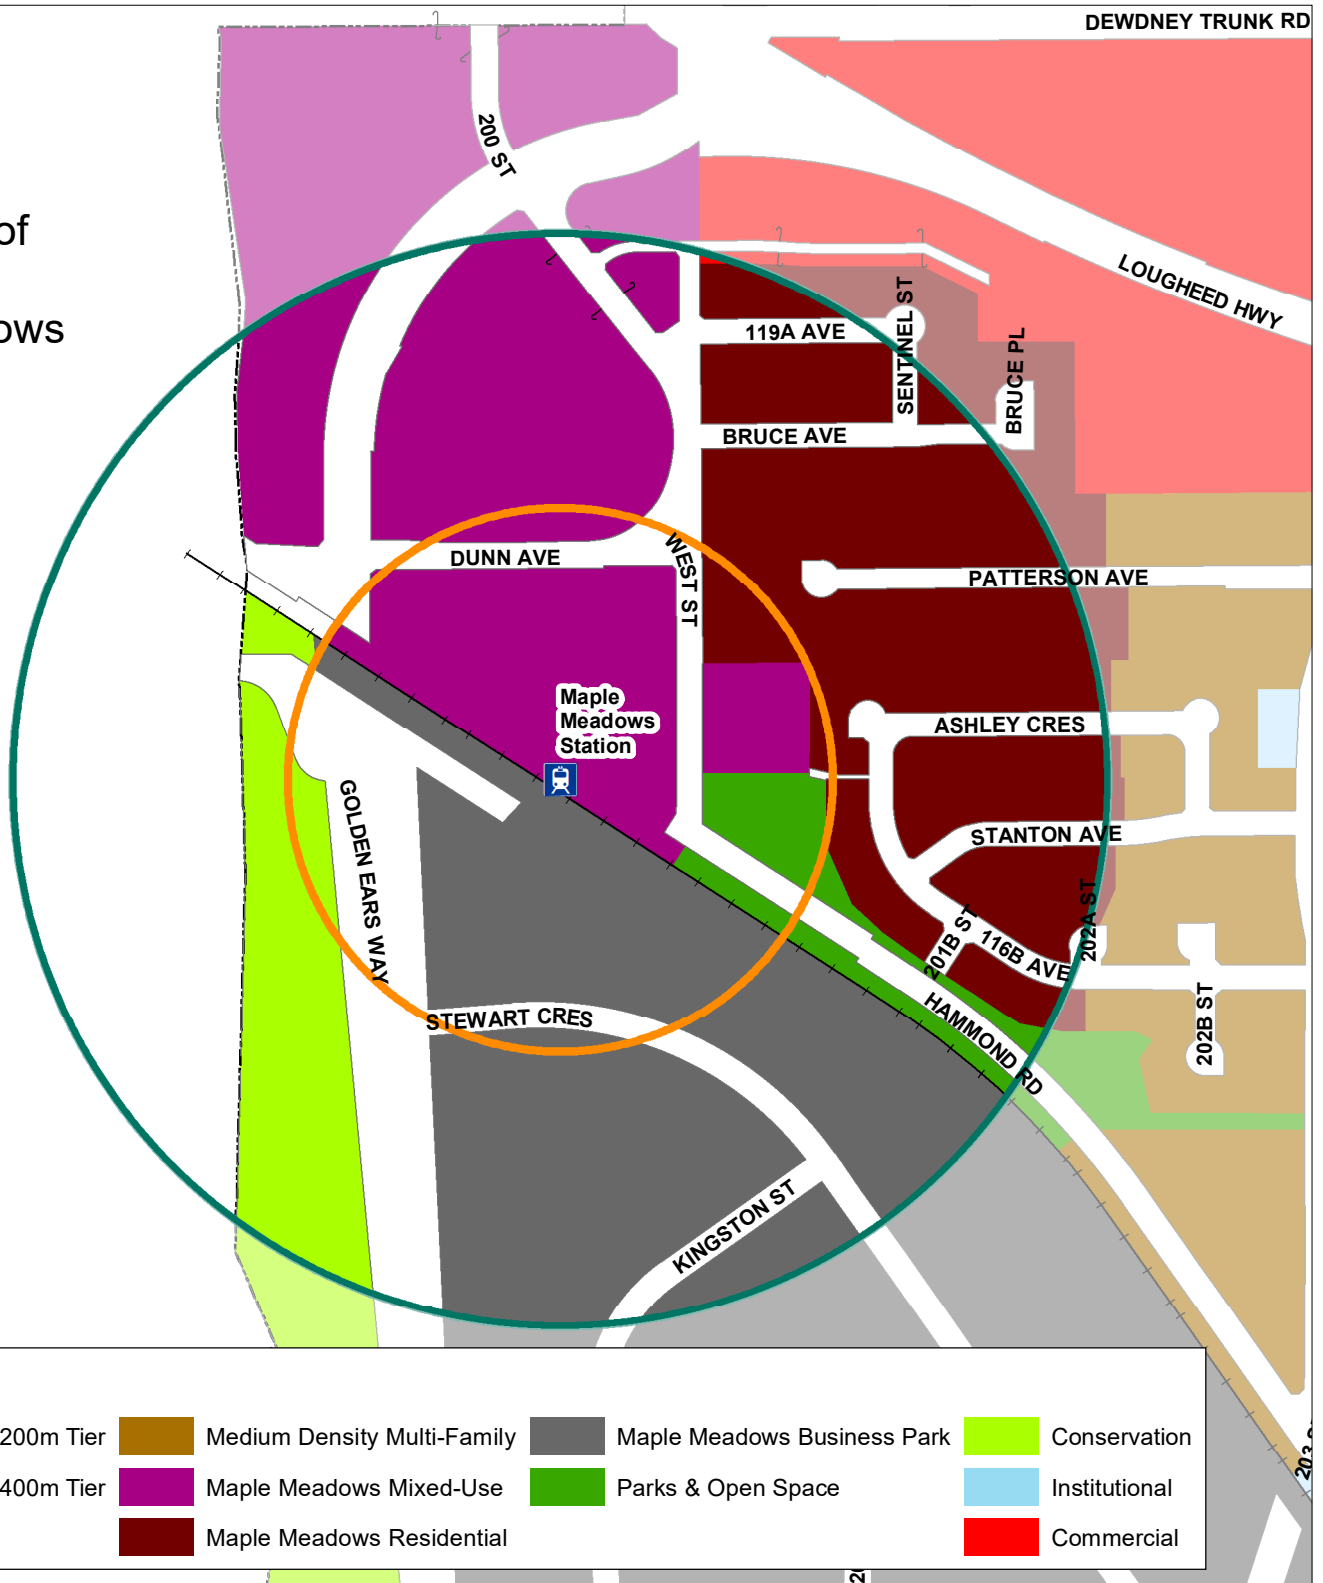 DEWDNEY TRUNK RD
200 ST
of
ows
LOUGHEED HWY
SENTINEL ST
119A AVE
BRUCE PL
BRUCE AVE
WEST ST
DUNN AVE
PATTERSON AVE
Maple
Meadows
Station
ASHLEY CRES
GOLDEN EARS WAY
STANTON AVE
202A ST
201B ST
116B AVE
202B ST
STEWART CRES
HAMMOND RD
KINGSTON ST
203
200m Tier
Medium Density Multi-Family
Maple Meadows Business Park
Conservation
400m Tier
Maple Meadows Mixed-Use
Parks & Open Space
Institutional
Maple Meadows Residential
Commercial